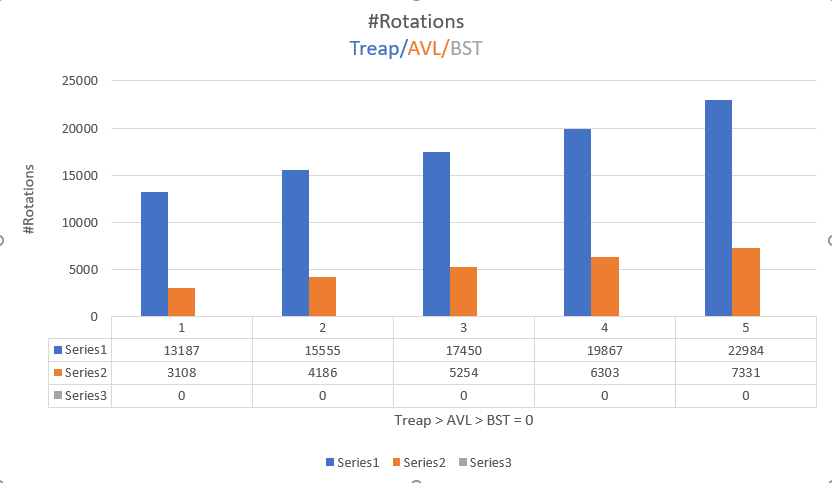 #Rotations
Treap/AVL/BST
25000
20000
15000
10000
5000
0
#Rotations
1 2 3 4 5
Series1 13187 15555 17450 19867 22984
Series2 3108 4186 5254 6303 7331
Series3 0 0 0 0 0
Treap > AVL > BST = 0
Series1 Series2 Series3